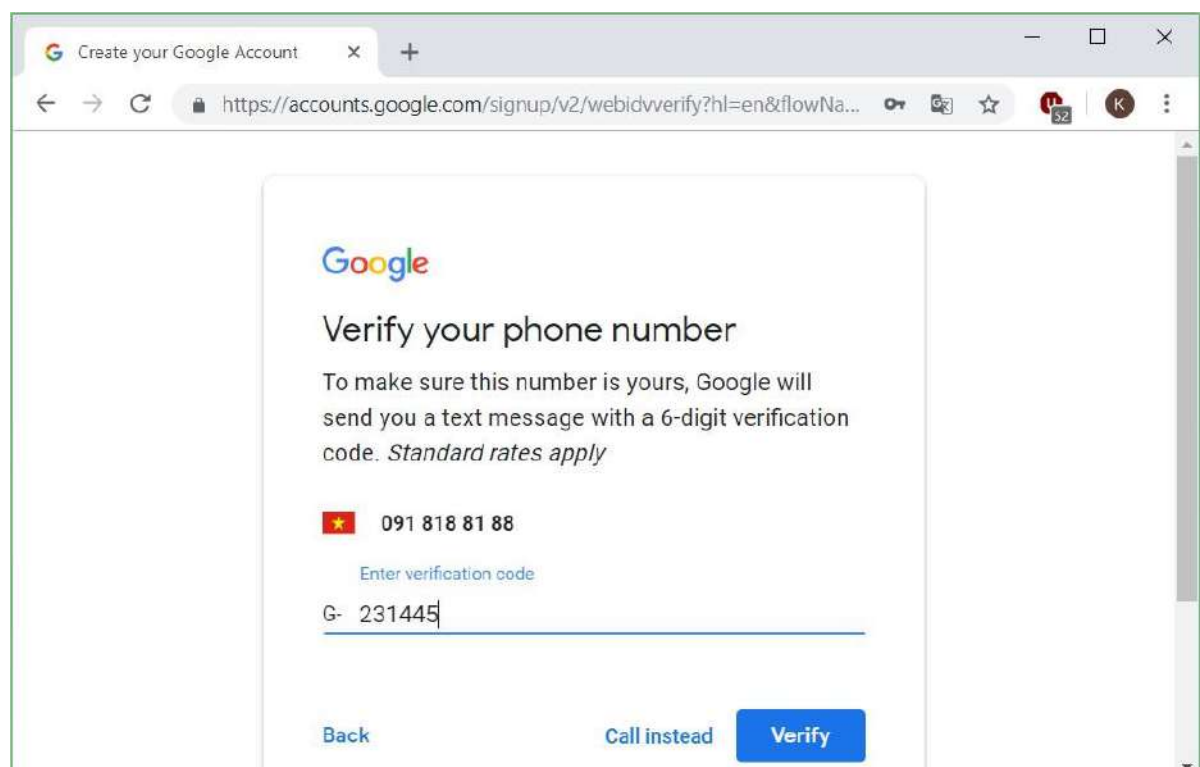 Create your Google Account
https://accounts.google.com/signup/v2/webidvverify?hl=en&flowNa...
52
K
Google
Verify your phone number
To make sure this number is yours, Google will
send you a text message with a 6-digit verification
code. Standard rates apply
091 818 81 88
Enter verification code
G- 231445
Back Call instead Verify